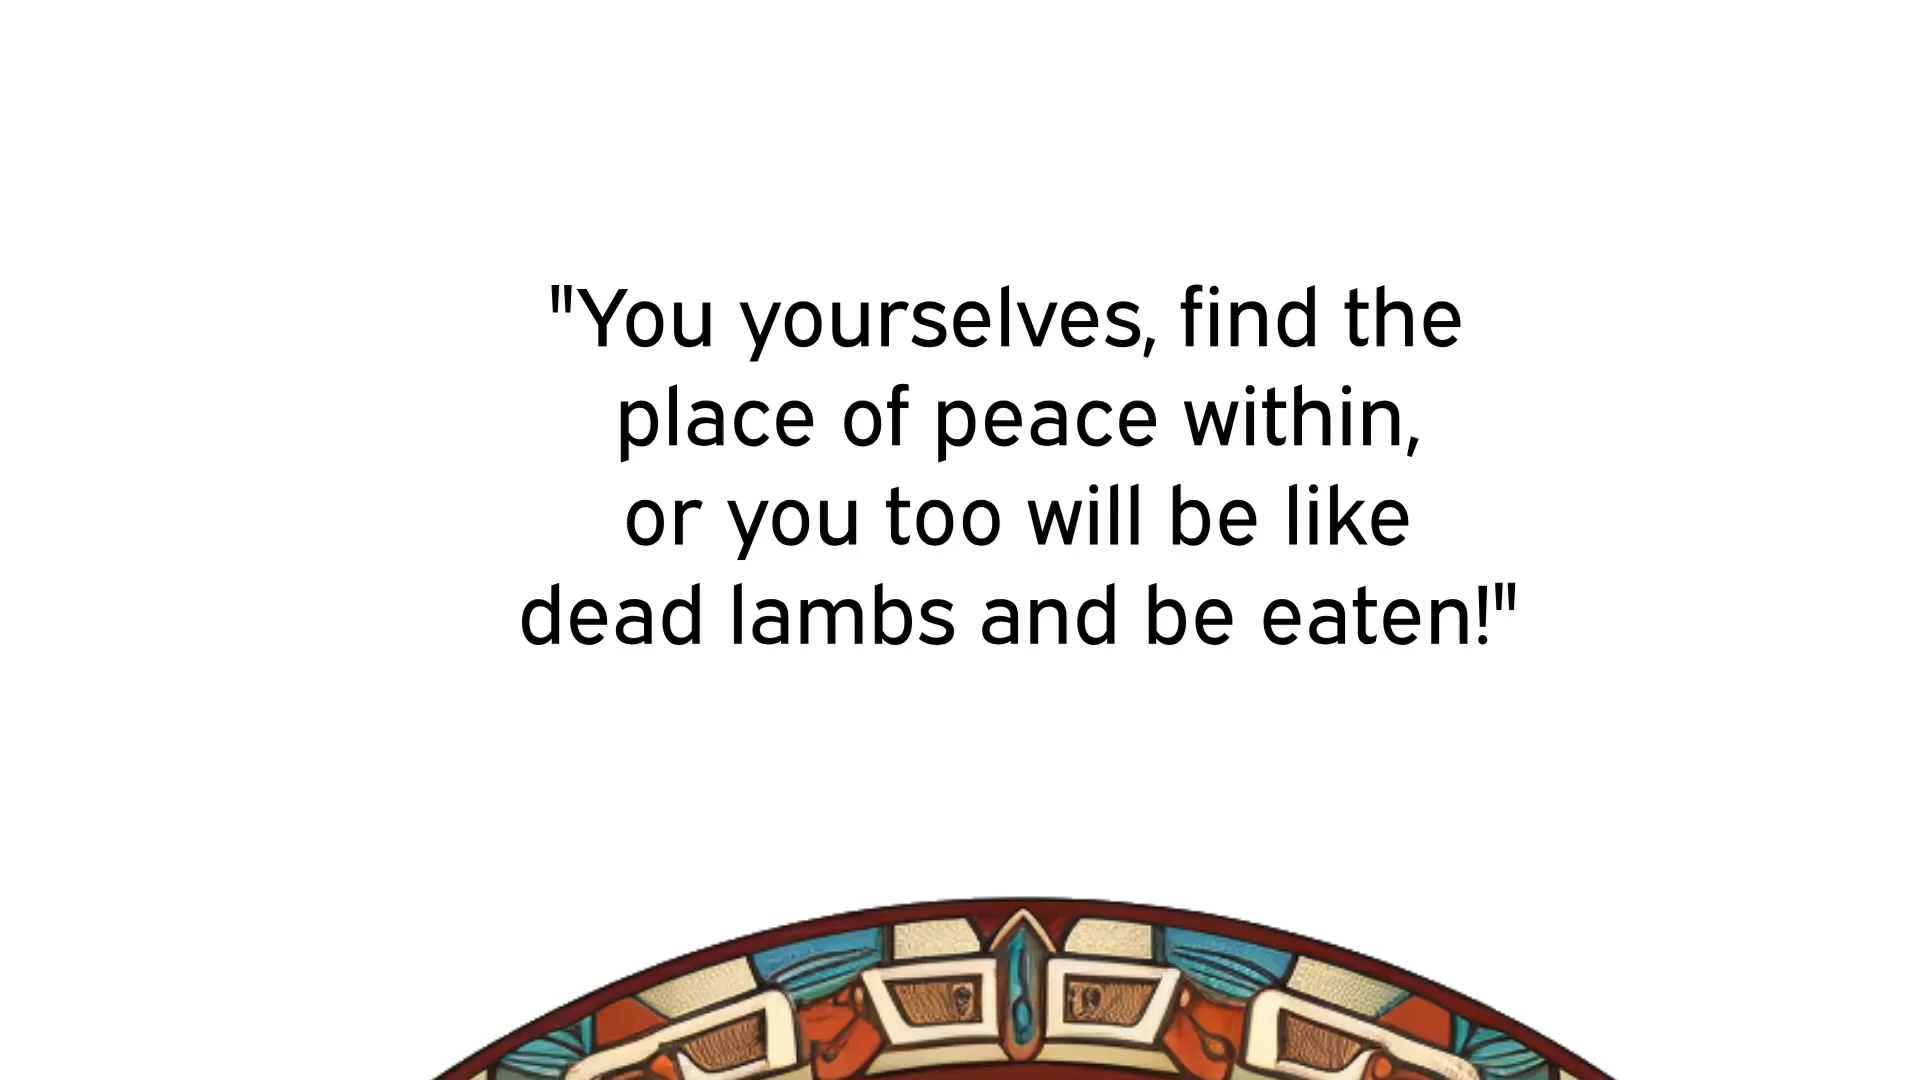 "You yourselves, find the
place of peace within,
or you too will be like
dead lambs and be eaten!"